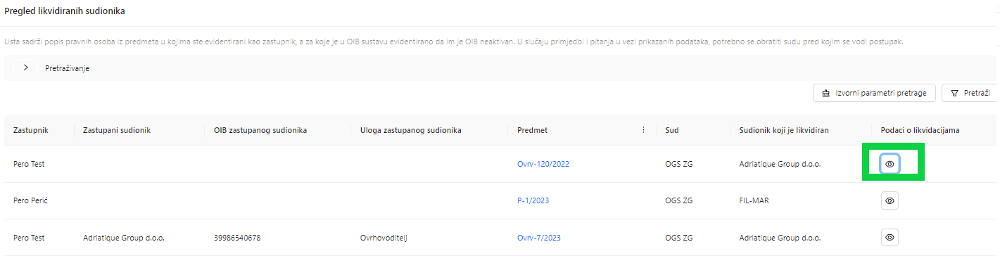 Pregled likvidiranih sudionika
Lista sadrži popis pravnih osoba iz predmeta u kojima ste evidentirani kao zastupnik, a za koje je u OIB sustavu evidentirano da im je OIB neaktivan. U slučaju primjedbi i pitanja u vezi prikazanih podataka, potrebno se obratiti sudu pred kojim se vodi postupak.
Pretraživanje
Izvorni parametri pretrage Pretraži
Zastupnik Zastupani sudionik OIB zastupanog sudionika Uloga zastupanog sudionika Predmet Sud Sudionik koji je likvidiran Podaci o likvidacijama
Pero Test Ovrv-120/2022 OGS ZG Adriatique Group d.o.o.
Pero Perić P-1/2023 OGS ZG FIL-MAR
Pero Test Adriatique Group d.o.o. 39986540678 Ovrhovoditelj Ovrv-7/2023 OGS ZG Adriatique Group d.o.o.